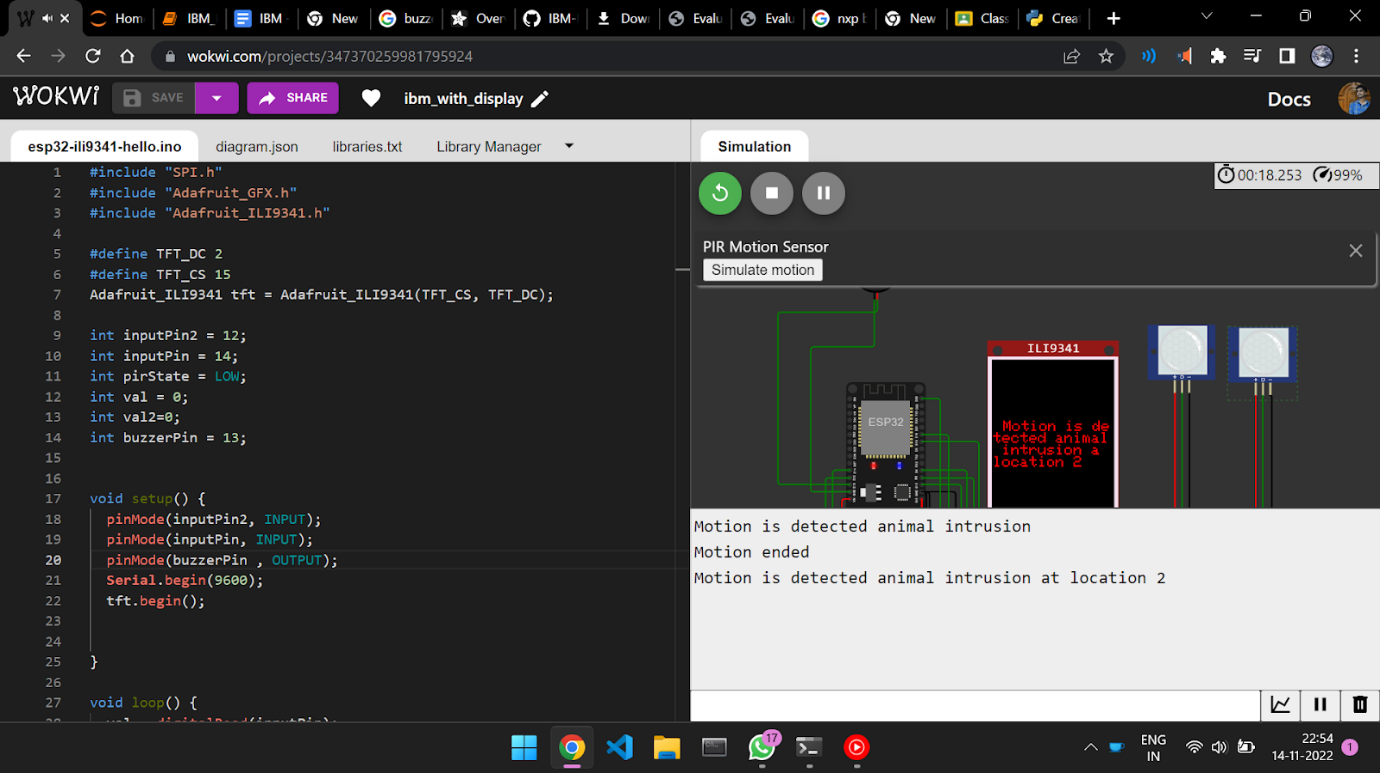 Hom
IBM_
IBM
New
buzz
Over
IBM-
Dow
Evalu
Evalu
nxp b
New
Class
Crea
wokwi.com/projects/347370259981795924
WOKWI
SAVE
SHARE
ibm_with_display
Docs
esp32-ili9341-hello.ino
diagram.json
libraries.txt
Library Manager
Simulation
1 #include "SPI.h"
2 #include "Adafruit_GFX.h"
3 #include "Adafruit_ILI9341.h"
4
5 #define TFT_DC 2
6 #define TFT_CS 15
7 Adafruit_ILI9341 tft = Adafruit_ILI9341(TFT_CS, TFT_DC);
8
9 int inputPin2 = 12;
10 int inputPin = 14;
11 int pirState = LOW;
12 int val = 0;
13 int val2=0;
14 int buzzerPin = 13;
15
16
17 void setup() {
18 pinMode(inputPin2, INPUT);
19 pinMode(inputPin, INPUT);
20 pinMode(buzzerPin , OUTPUT);
21 Serial.begin(9600);
22 tft.begin();
23
24
25 }
26
27 void loop() {
00:18.253
99%
PIR Motion Sensor
Simulate motion
ESP32
ILI9341
Motion is de
tected animal
intrusion a
location 2
+ D -
+ D -
Motion is detected animal intrusion
Motion ended
Motion is detected animal intrusion at location 2
17
ENG
IN
22:54
14-11-2022
1